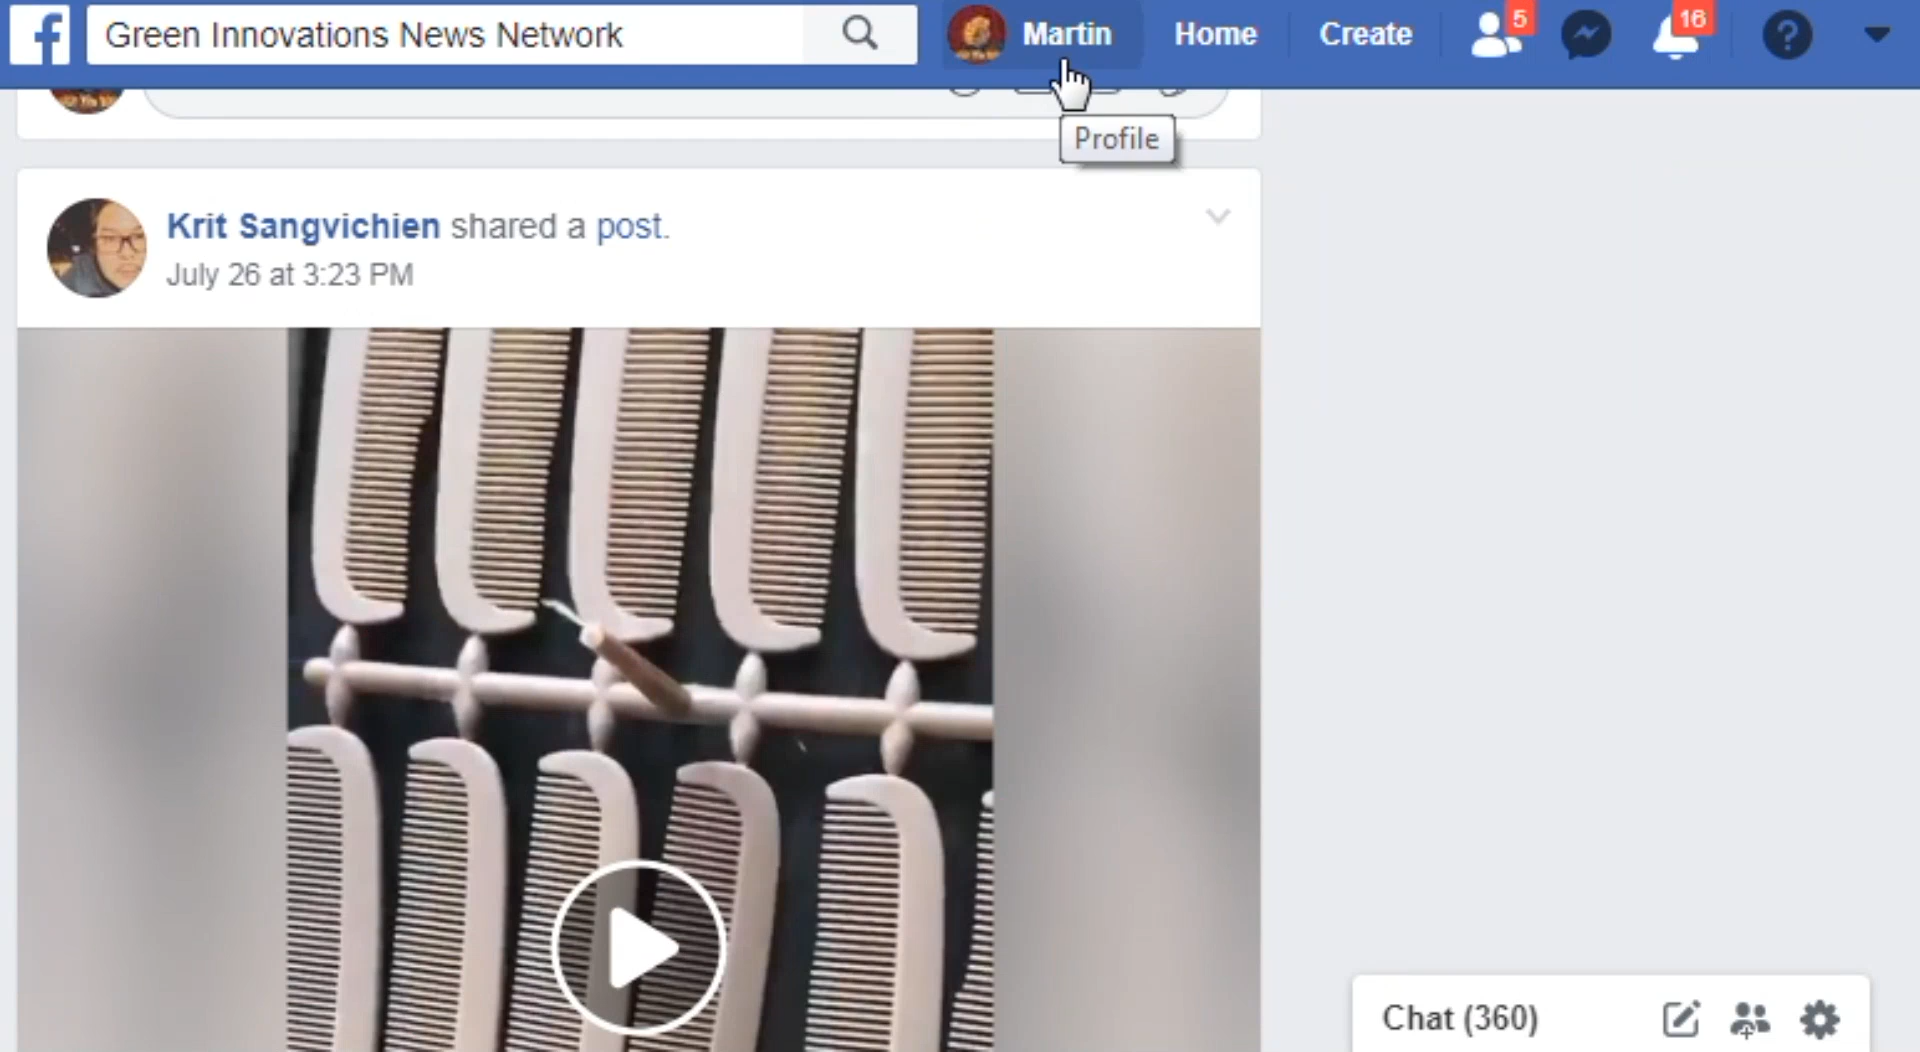 Green Innovations News Network
Martin Home Create 5 16
Profile
Krit Sangvichien shared a post.
July 26 at 3:23 PM
Chat (360)